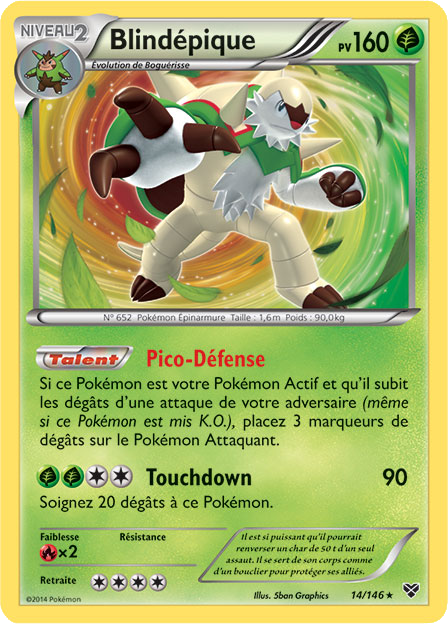 NIVEAU2 Blindépique PV160
Évolution de Boguérisse
N° 652 Pokémon Épinarmure Taille : 1,6m Poids : 90,0kg
Talent Pico-Défense
Si ce Pokémon est votre Pokémon Actif et qu'il subit
les dégâts d'une attaque de votre adversaire (même
si ce Pokémon est mis K.O.), placez 3 marqueurs de
dégâts sur le Pokémon Attaquant.
Touchdown 90
Soignez 20 dégâts à ce Pokémon.
Faiblesse Résistance
×2
Retraite
Il est si puissant qu'il pourrait
renverser un char de 50 t d'un seul
assaut. Il se sert de son corps comme
d'un bouclier pour protéger ses alliés.
©2014 Pokémon Illus. 5ban Graphics 14/146 ★ XY